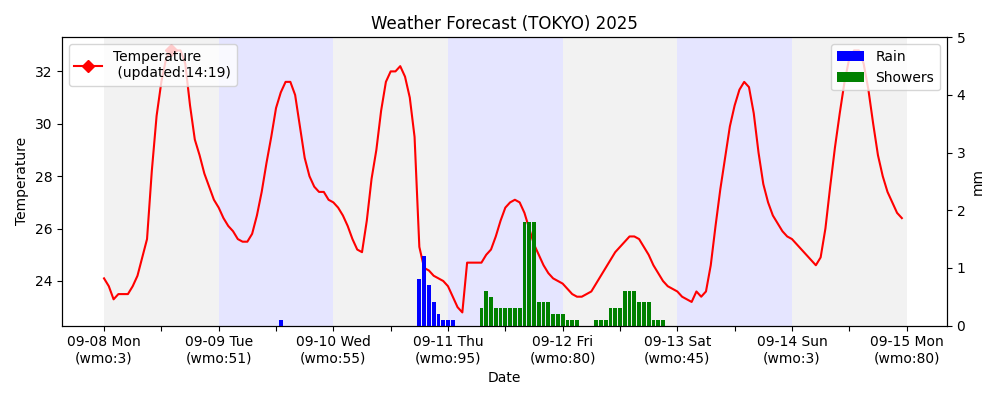 Weather Forecast (TOKYO) 2025
Temperature
(updated:14:19)
Rain
Showers
Temperature
32
30
28
26
24
5
4
3
2
1
0
mm
09-08 Mon
(wmo:3)
09-09 Tue
(wmo:51)
09-10 Wed
(wmo:55)
09-11 Thu
(wmo:95)
09-12 Fri
(wmo:80)
09-13 Sat
(wmo:45)
09-14 Sun
(wmo:3)
09-15 Mon
(wmo:80)
Date